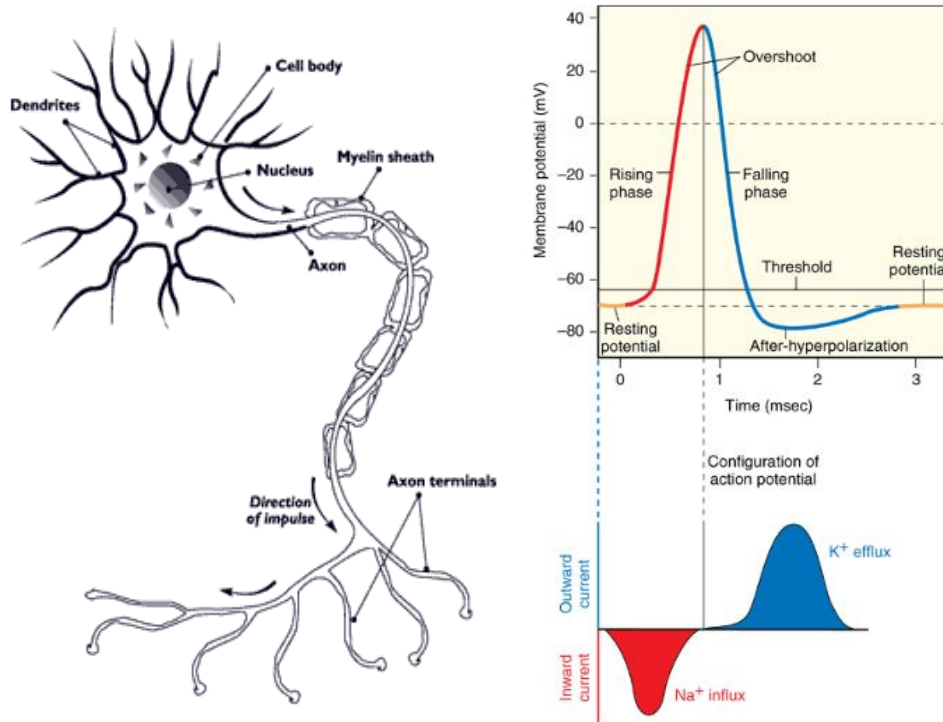 Cell body
Dendrites
Nucleus
Myelin sheath
Axon
Axon terminals
Direction
of impulse
Membrane potential (mV)
40
20
0
−20
−40
−60
−80
Overshoot
Rising
phase
Falling
phase
Threshold
Resting
potential
Resting
potential
After-hyperpolarization
0
1
2
3
Time (msec)
Configuration of
action potential
Outward
current
K+ efflux
Inward
current
Na+ influx